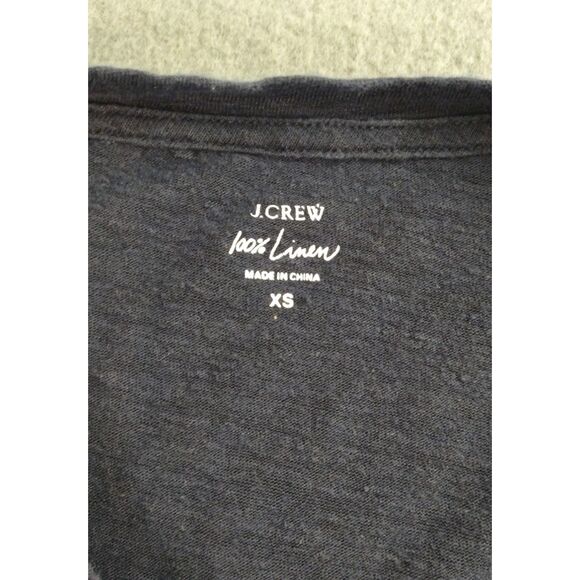 J.CREW
100% Linen
MADE IN CHINA
XS